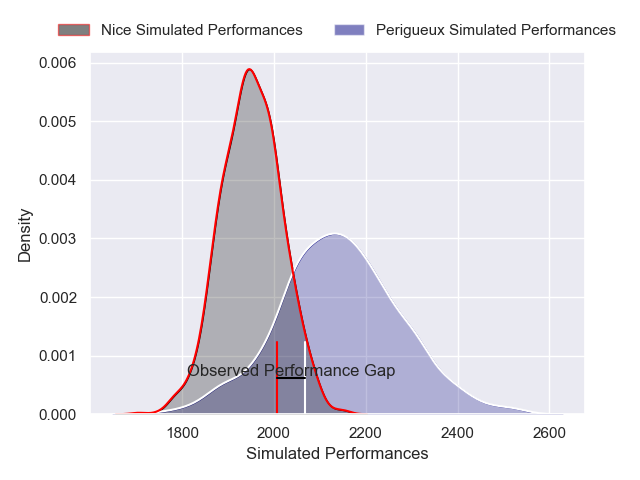 Nice Simulated Performances
Perigueux Simulated Performances
0.006
0.005
0.004
0.003
0.002
0.001
0.000
Density
Observed Performance Gap
1800
2000
2200
2400
2600
Simulated Performances